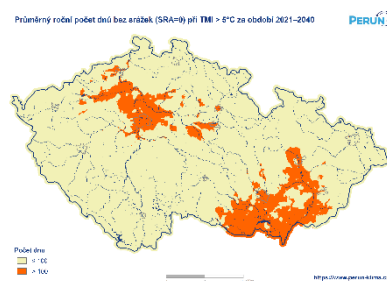 Průměrný roční počet dnů bez srážek (SRA=0) při TMI > 5°C za období 2021–2040
PERUN
Počet dnů
≤ 100
> 100
https://www.perun-klima.c